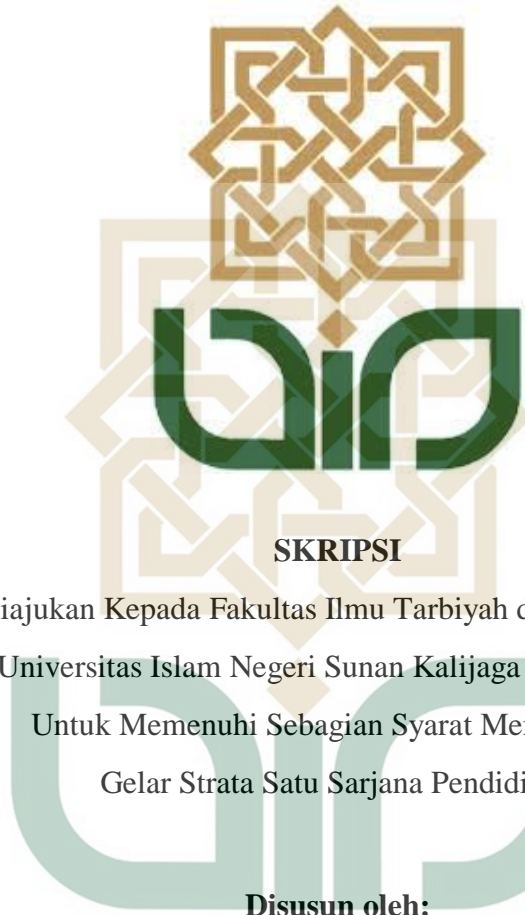 SKRIPSI
iajukan Kepada Fakultas Ilmu Tarbiyah
Universitas Islam Negeri Sunan Kalijaga
Untuk Memenuhi Sebagian Syarat
Gelar Strata Satu Sarjana
Disusun oleh: